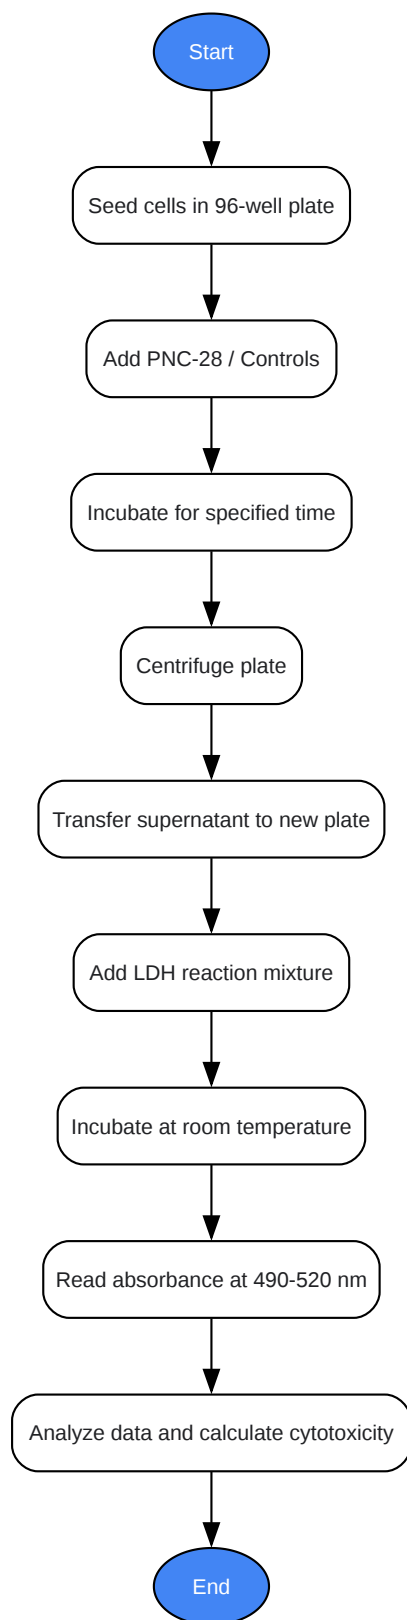 Start
Seed cells in 96-well plate
Add PNC-28 / Controls
Incubate for specified time
Centrifuge plate
Transfer supernatant to new plate
Add LDH reaction mixture
Incubate at room temperature
Read absorbance at 490-520 nm
Analyze data and calculate cytotoxicity
End